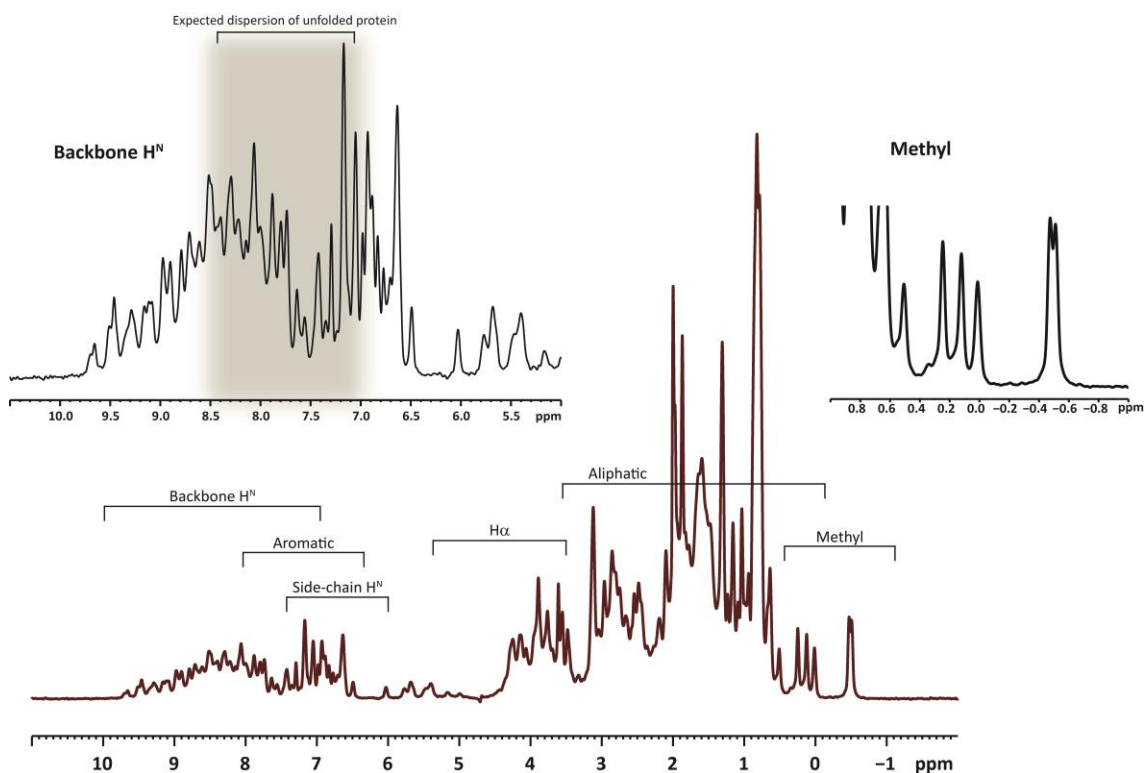 Expected dispersion of unfolded protein
Backbone Hᴺ
Methyl
10.0 9.5 9.0 8.5 8.0 7.5 7.0 6.5 6.0 5.5 ppm
0.8 0.6 0.4 0.2 0.0 −0.2 −0.4 −0.6 −0.8 ppm
Aliphatic
Backbone Hᴺ
Hα
Methyl
Aromatic
Side-chain Hᴺ
10 9 8 7 6 5 4 3 2 1 0 −1 ppm